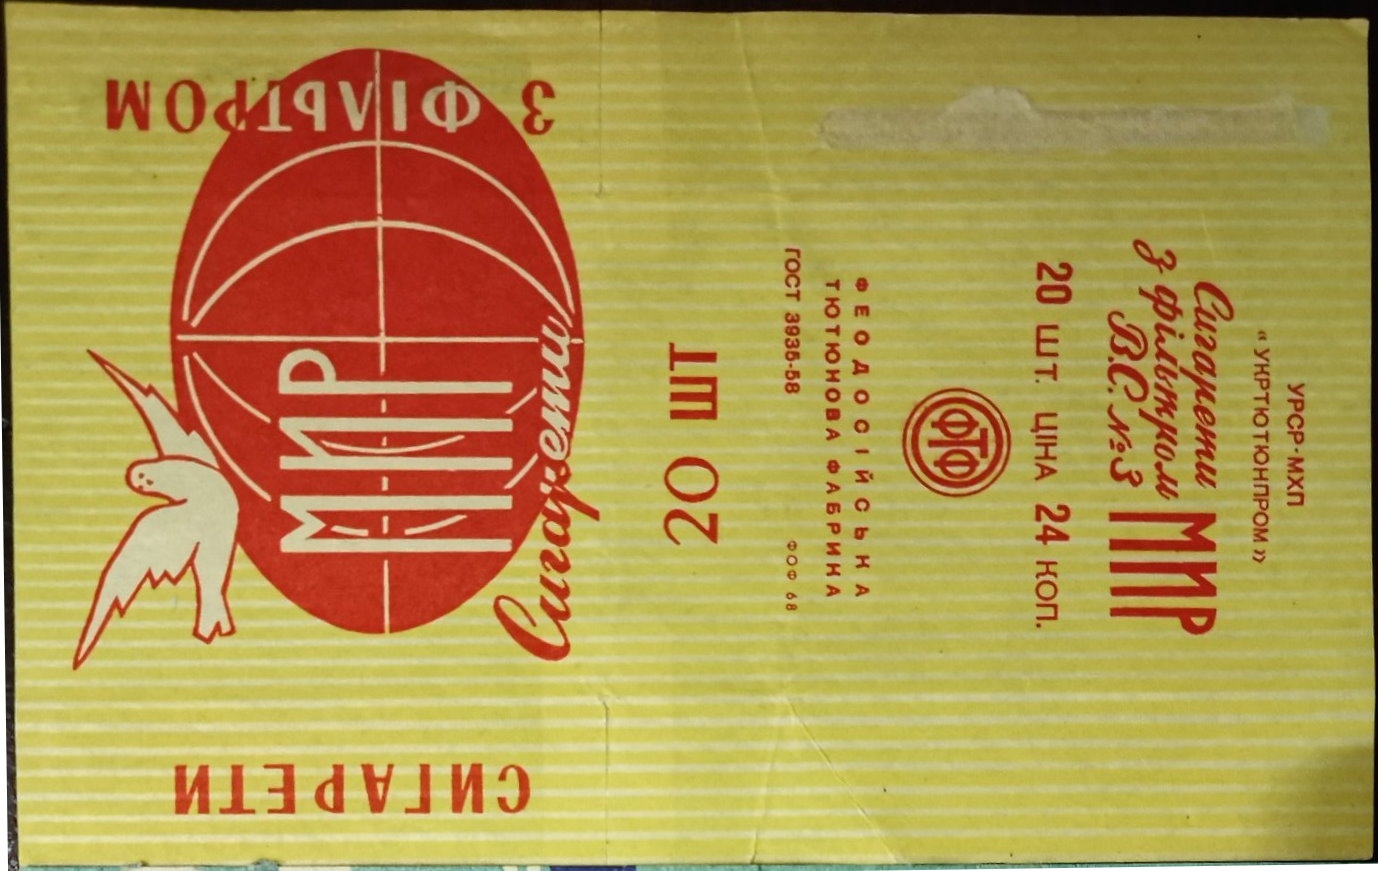 З ФІЛЬТРОМ
МИР
Сигарети
СИГАРЕТИ
20 ШТ
УРСР-МХП
"УКРТЮТЮНПРОМ"
Сигарети
з фільтром
В.С. №3
МИР
20 ШТ. ЦІНА 24 КОП.
ФТФ
ФЕОДОСІЙСЬКА
ТЮТЮНОВА ФАБРИКА
ГОСТ 3935-58 ФОФ 68